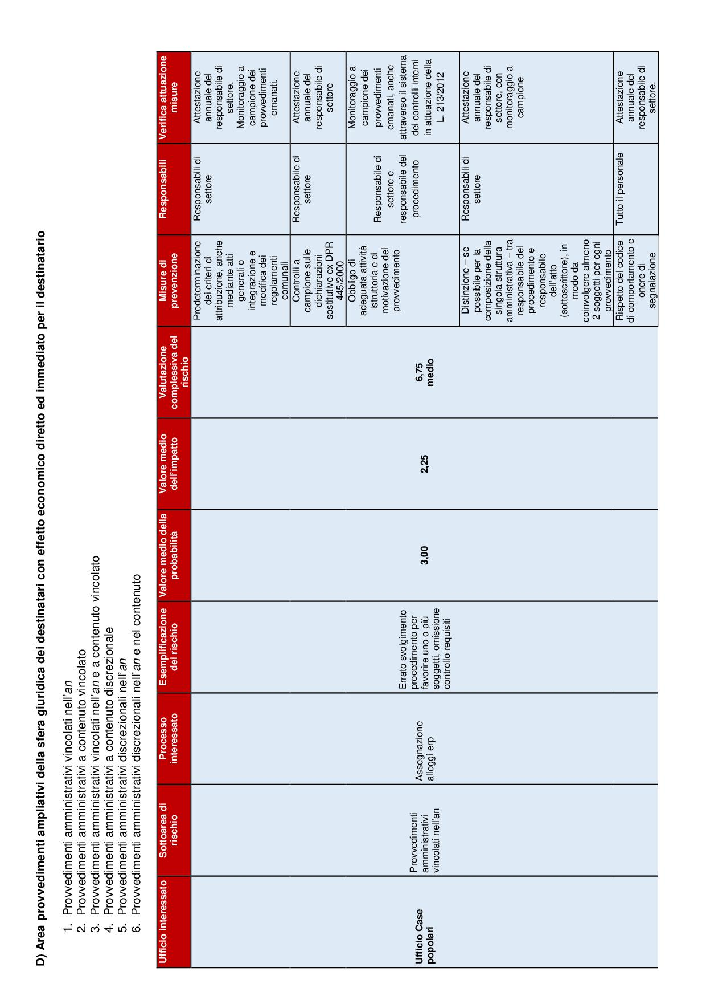 D) Area provvedimenti ampliativi della sfera giuridica dei destinatari con effetto economico diretto ed immediato per il destinatario
1. Provvedimenti amministrativi vincolati nell'an
2. Provvedimenti amministrativi a contenuto vincolato
3. Provvedimenti amministrativi vincolati nell'an e a contenuto vincolato
4. Provvedimenti amministrativi a contenuto discrezionale
5. Provvedimenti amministrativi discrezionali nell'an
6. Provvedimenti amministrativi discrezionali nell'an e nel contenuto
Ufficio interessato
Sottoarea di
rischio
Processo
interessato
Esemplificazione
del rischio
Valore medio della
probabilità
Valore medio
dell'impatto
Valutazione
complessiva del
rischio
Misure di
prevenzione
Responsabili
Verifica attuazione
misure
Ufficio Case
popolari
Provvedimenti
amministrativi
vincolati nell'an
Assegnazione
alloggi erp
Errato svolgimento
procedimento per
favorire uno o più
soggetti, omissione
controllo requisiti
3,00
2,25
6,75
medio
Predeterminazione
dei criteri di
attribuzione, anche
mediante atti
generali o
integrazione e
modifica dei
regolamenti
comunali
Responsabili di
settore
Attestazione
annuale del
responsabile di
settore.
Monitoraggio a
campione dei
provvedimenti
emanati.
Controlli a
campione sulle
dichiarazioni
sostitutive ex DPR
445/2000
Responsabile di
settore
Attestazione
annuale del
responsabile di
settore
Obbligo di
adeguata attività
istruttoria e di
motivazione del
provvedimento
Responsabile di
settore e
responsabile del
procedimento
Monitoraggio a
campione dei
provvedimenti
emanati, anche
attraverso il sistema
dei controlli interni
in attuazione della
L. 213/2012
Distinzione – se
possibile per la
composizione della
singola struttura
amministrativa – tra
responsabile del
procedimento e
responsabile
dell'atto
(sottoscrittore), in
modo da
coinvolgere almeno
2 soggetti per ogni
provvedimento
Responsabili di
settore
Attestazione
annuale del
responsabile di
settore, con
monitoraggio a
campione
Rispetto del codice
di comportamento e
onere di
segnalazione
Tutto il personale
Attestazione
annuale del
responsabile di
settore.